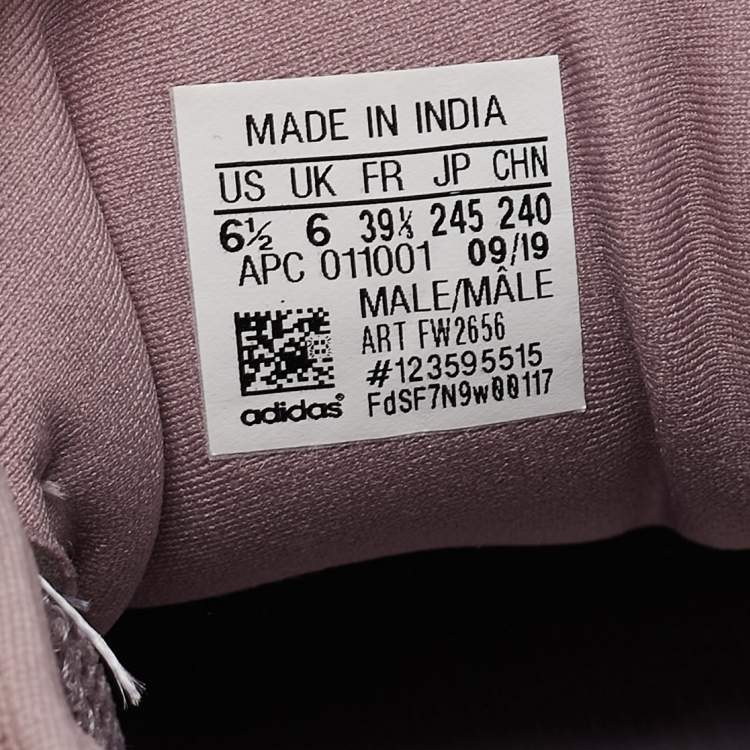 MADE IN INDIA
US UK FR JP CHN
6½ 6 39⅓ 245 240
APC 011001 09/19
MALE/MÂLE
ART FW2656
#123595515
adidas FdSF7N9w00117